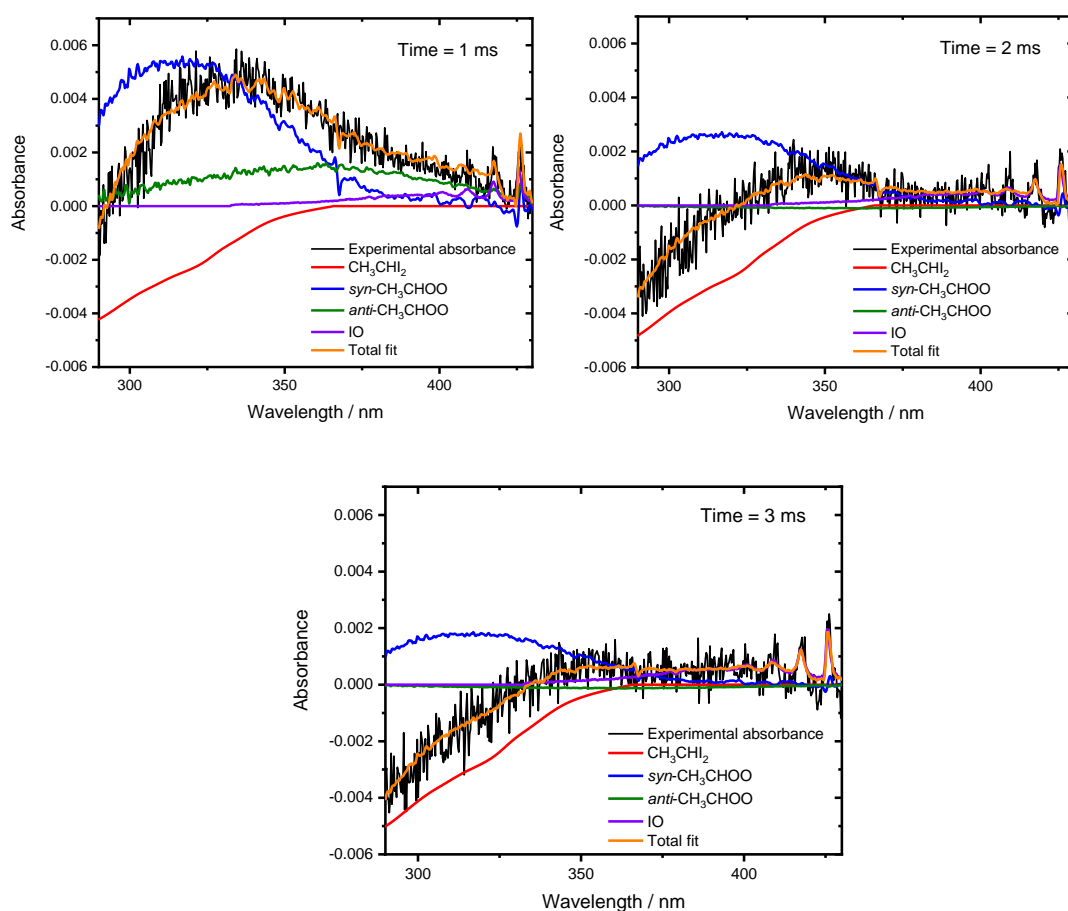 Time = 1 ms
Absorbance
0.006
0.004
0.002
0.000
-0.002
-0.004
-0.006
Experimental absorbance
CH₃CHI₂
syn-CH₃CHOO
anti-CH₃CHOO
IO
Total fit
300
350
400
Wavelength / nm
Time = 2 ms
Absorbance
0.006
0.004
0.002
0.000
-0.002
-0.004
-0.006
Experimental absorbance
CH₃CHI₂
syn-CH₃CHOO
anti-CH₃CHOO
IO
Total fit
300
350
400
Wavelength / nm
Time = 3 ms
Absorbance
0.006
0.004
0.002
0.000
-0.002
-0.004
-0.006
Experimental absorbance
CH₃CHI₂
syn-CH₃CHOO
anti-CH₃CHOO
IO
Total fit
300
350
400
Wavelength / nm